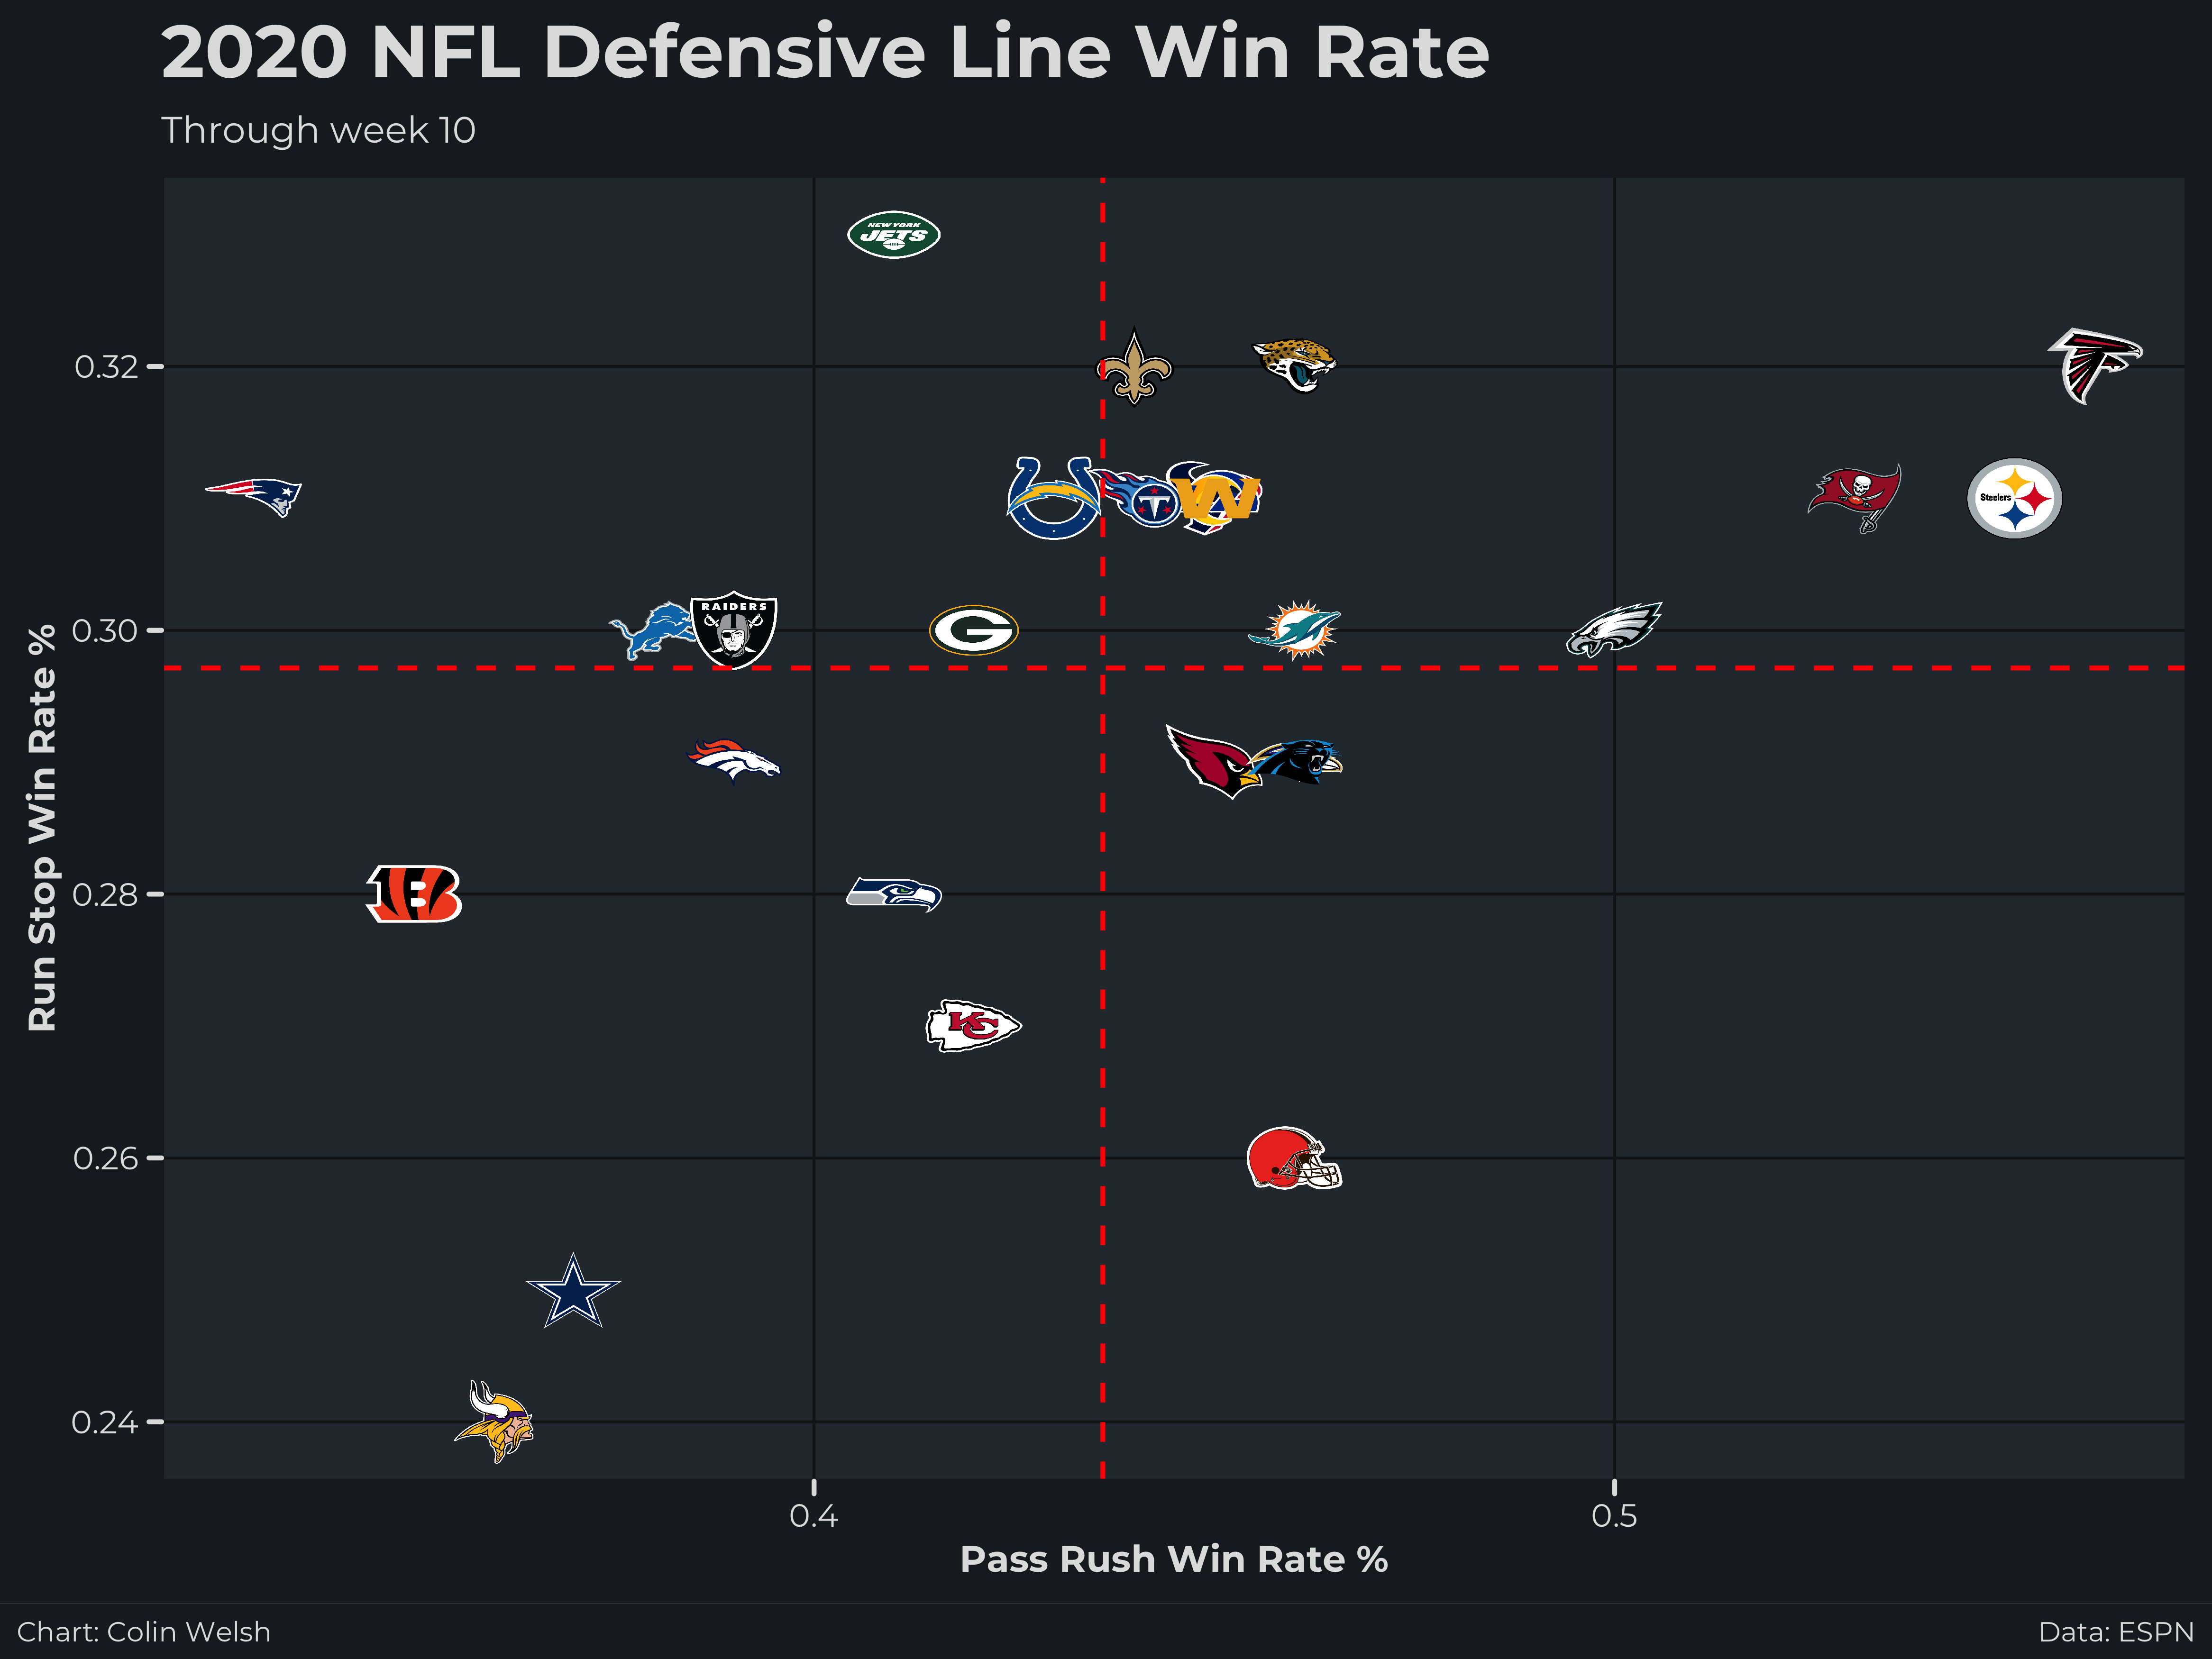 2020 NFL Defensive Line Win Rate
Through week 10
NEW YORK
JETS
0.32
Steelers
RAIDERS
G
W
T
0.30
Run Stop Win Rate %
B
0.28
KC
0.26
0.24
0.4
0.5
Pass Rush Win Rate %
Chart: Colin Welsh
Data: ESPN